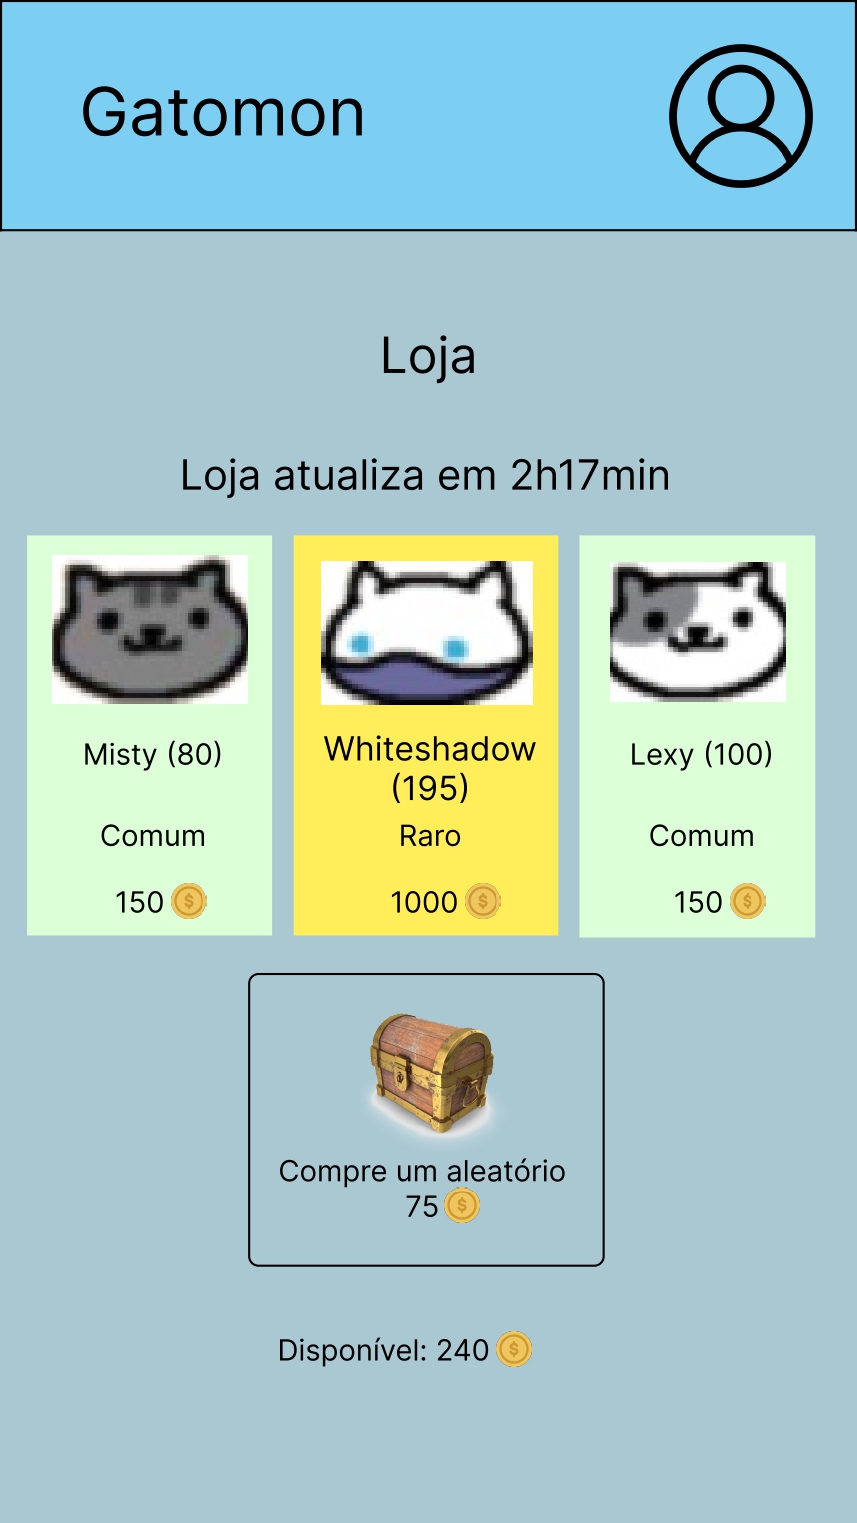 Gatomon
Loja
Loja atualiza em 2h17min
Misty (80)
Comum
150
Whiteshadow
(195)
Raro
1000
Lexy (100)
Comum
150
Compre um aleatório
75
Disponível: 240